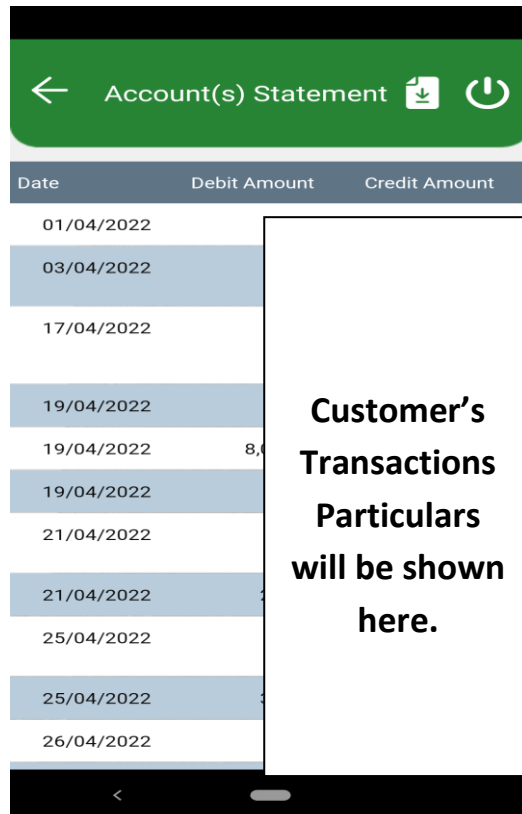 Account(s) Statement
Date Debit Amount Credit Amount
01/04/2022
03/04/2022
17/04/2022
19/04/2022
19/04/2022
19/04/2022
21/04/2022
21/04/2022
25/04/2022
25/04/2022
26/04/2022
Customer’s
Transactions
Particulars
will be shown
here.